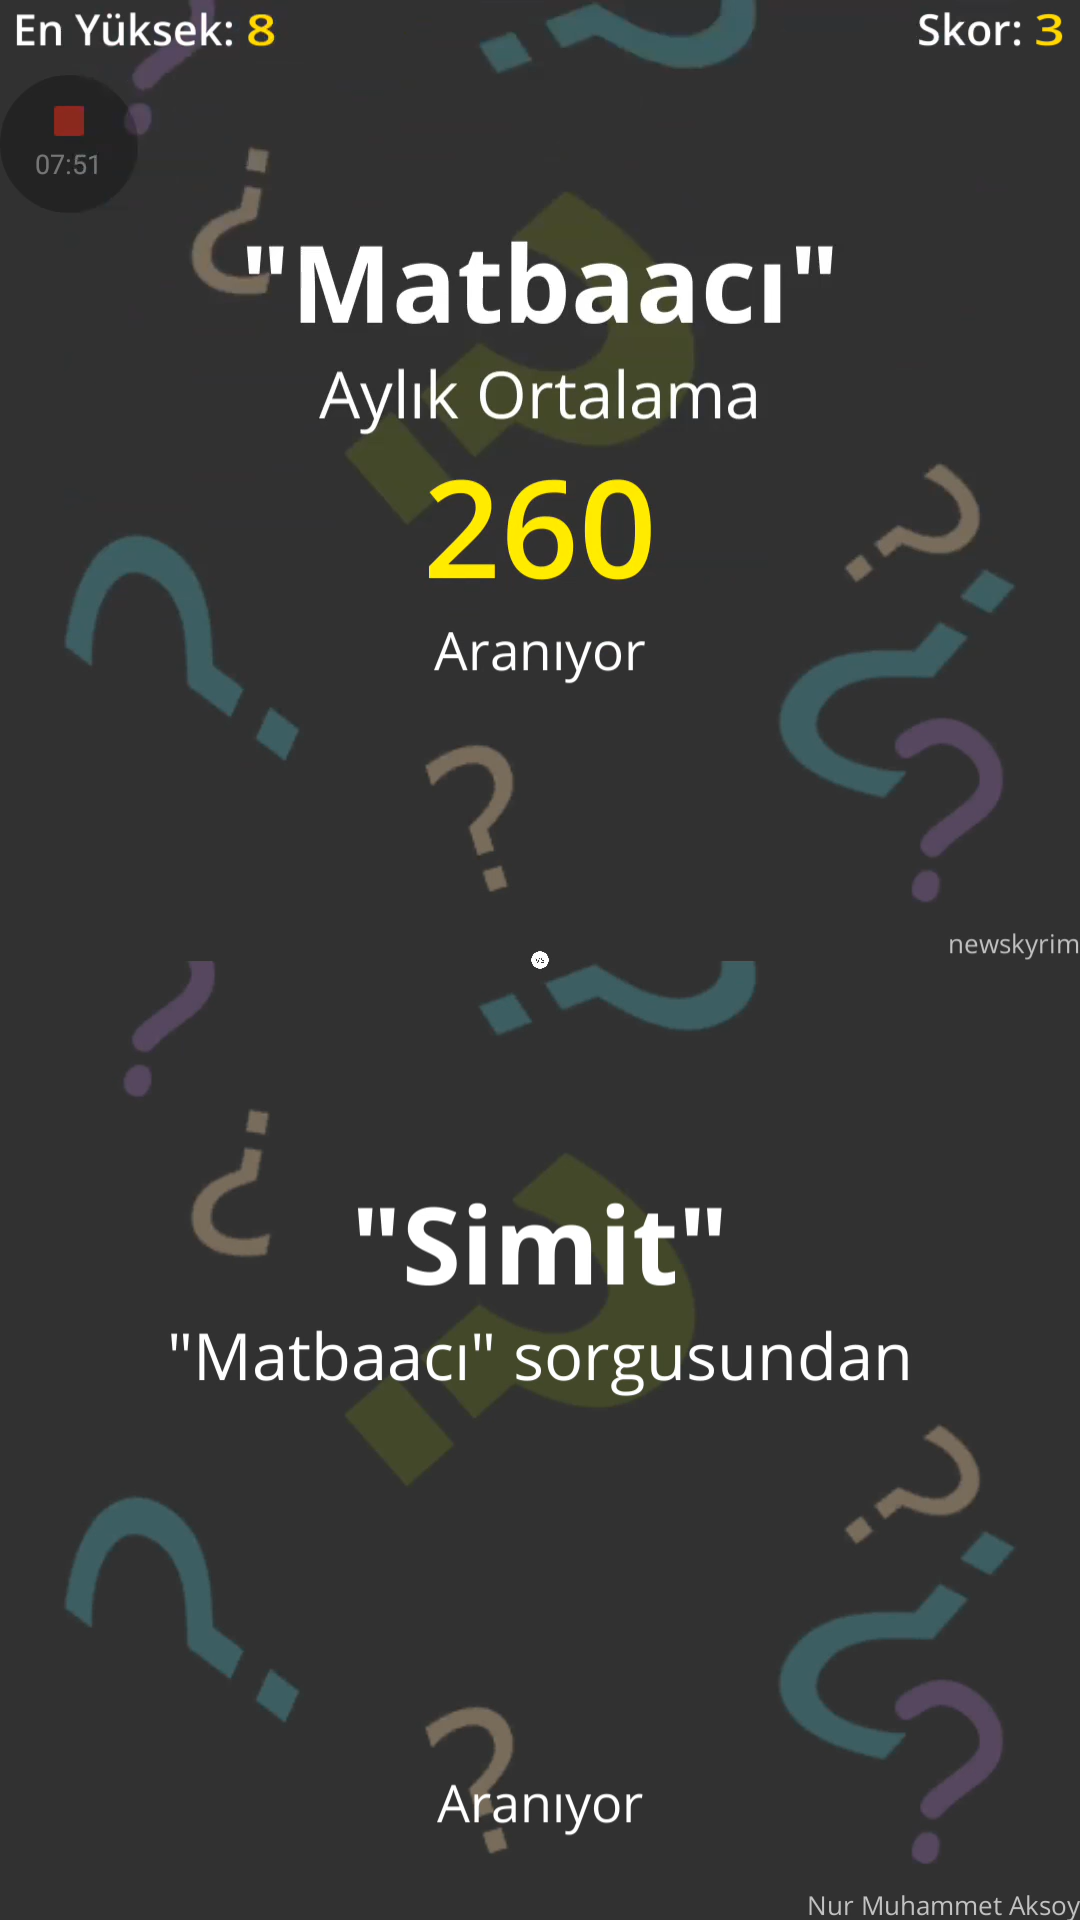 En Yüksek: 8
Skor: 3
07:51
"Matbaacı"
Aylık Ortalama
260
Aranıyor
newskyrim
vs
"Simit"
"Matbaacı" sorgusundan
Aranıyor
Nur Muhammet Aksoy